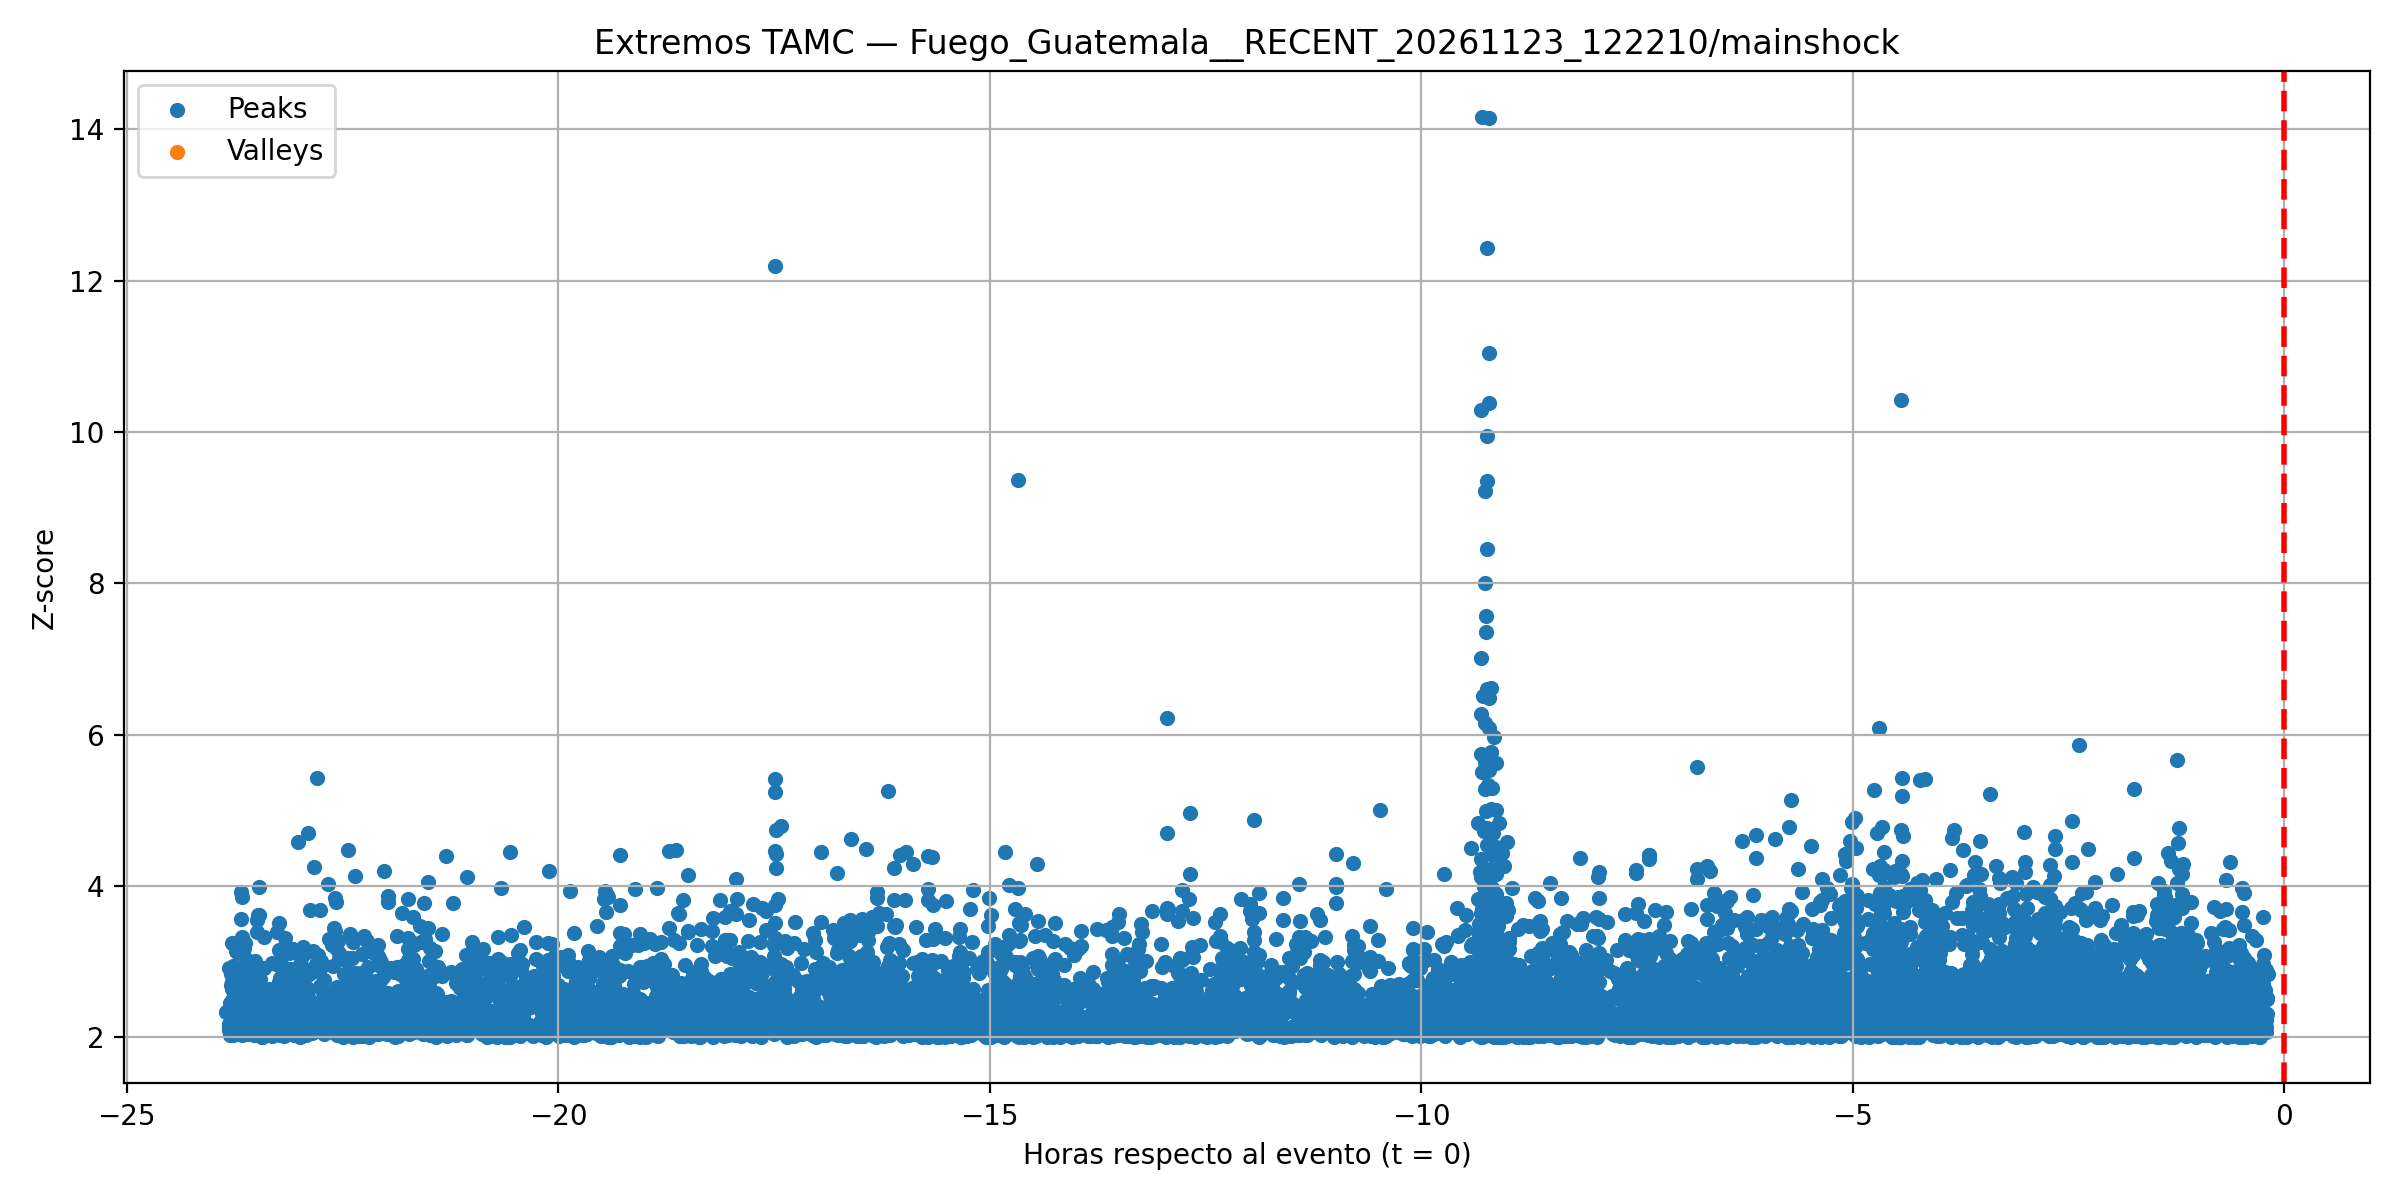 Extremos TAMC — Fuego_Guatemala__RECENT_20261123_122210/mainshock
Peaks
Valleys
14
12
10
8
6
4
2
Z-score
−25
−20
−15
−10
−5
0
Horas respecto al evento (t = 0)